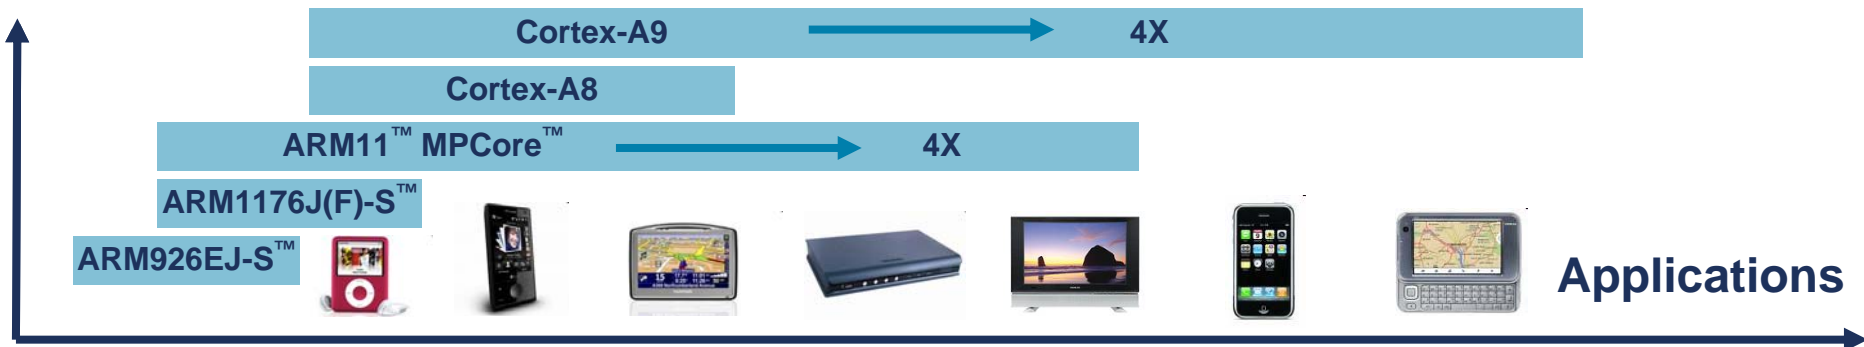 Cortex-A9 4X
Cortex-A8
ARM11™ MPCore™ 4X
ARM1176J(F)-S™
ARM926EJ-S™
Applications